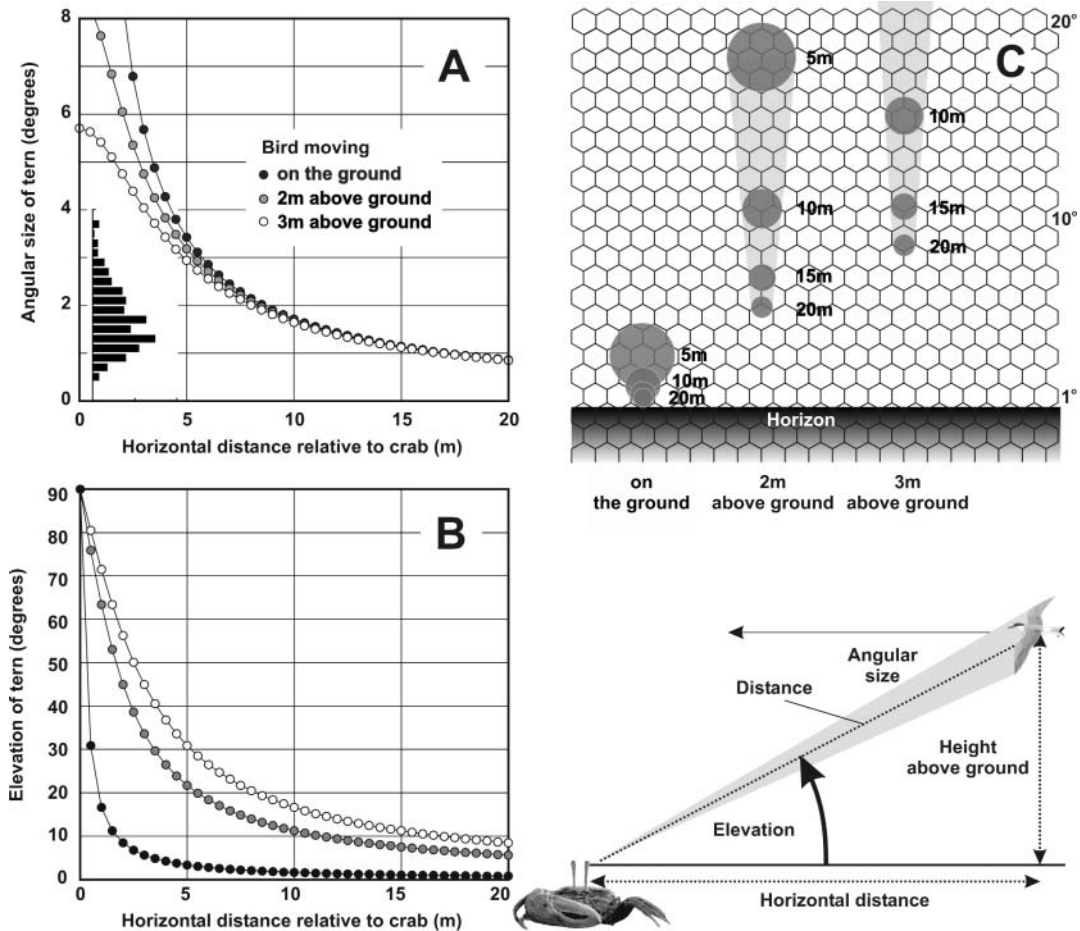 A
Angular size of tern (degrees)
8
6
4
2
0
Bird moving
on the ground
2m above ground
3m above ground
0
5
10
15
20
Horizontal distance relative to crab (m)
B
Elevation of tern (degrees)
90
80
70
60
50
40
30
20
10
0
0
5
10
15
20
Horizontal distance relative to crab (m)
C
20°
10°
1°
5m
10m
20m
5m
10m
15m
20m
10m
15m
20m
Horizon
on
the ground
2m
above ground
3m
above ground
Angular
size
Distance
Height
above ground
Elevation
Horizontal distance